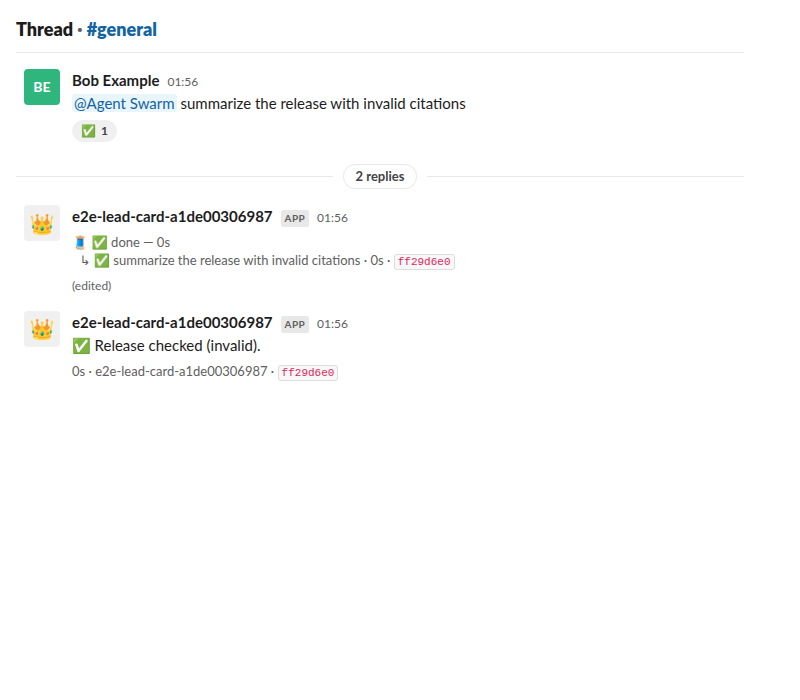 Thread • #general
BE
Bob Example 01:56
@Agent Swarm summarize the release with invalid citations
✅ 1
2 replies
e2e-lead-card-a1de00306987 APP 01:56
🧵 ✅ done — 0s
↳ ✅ summarize the release with invalid citations · 0s · ff29d6e0
(edited)
e2e-lead-card-a1de00306987 APP 01:56
✅ Release checked (invalid).
0s · e2e-lead-card-a1de00306987 · ff29d6e0